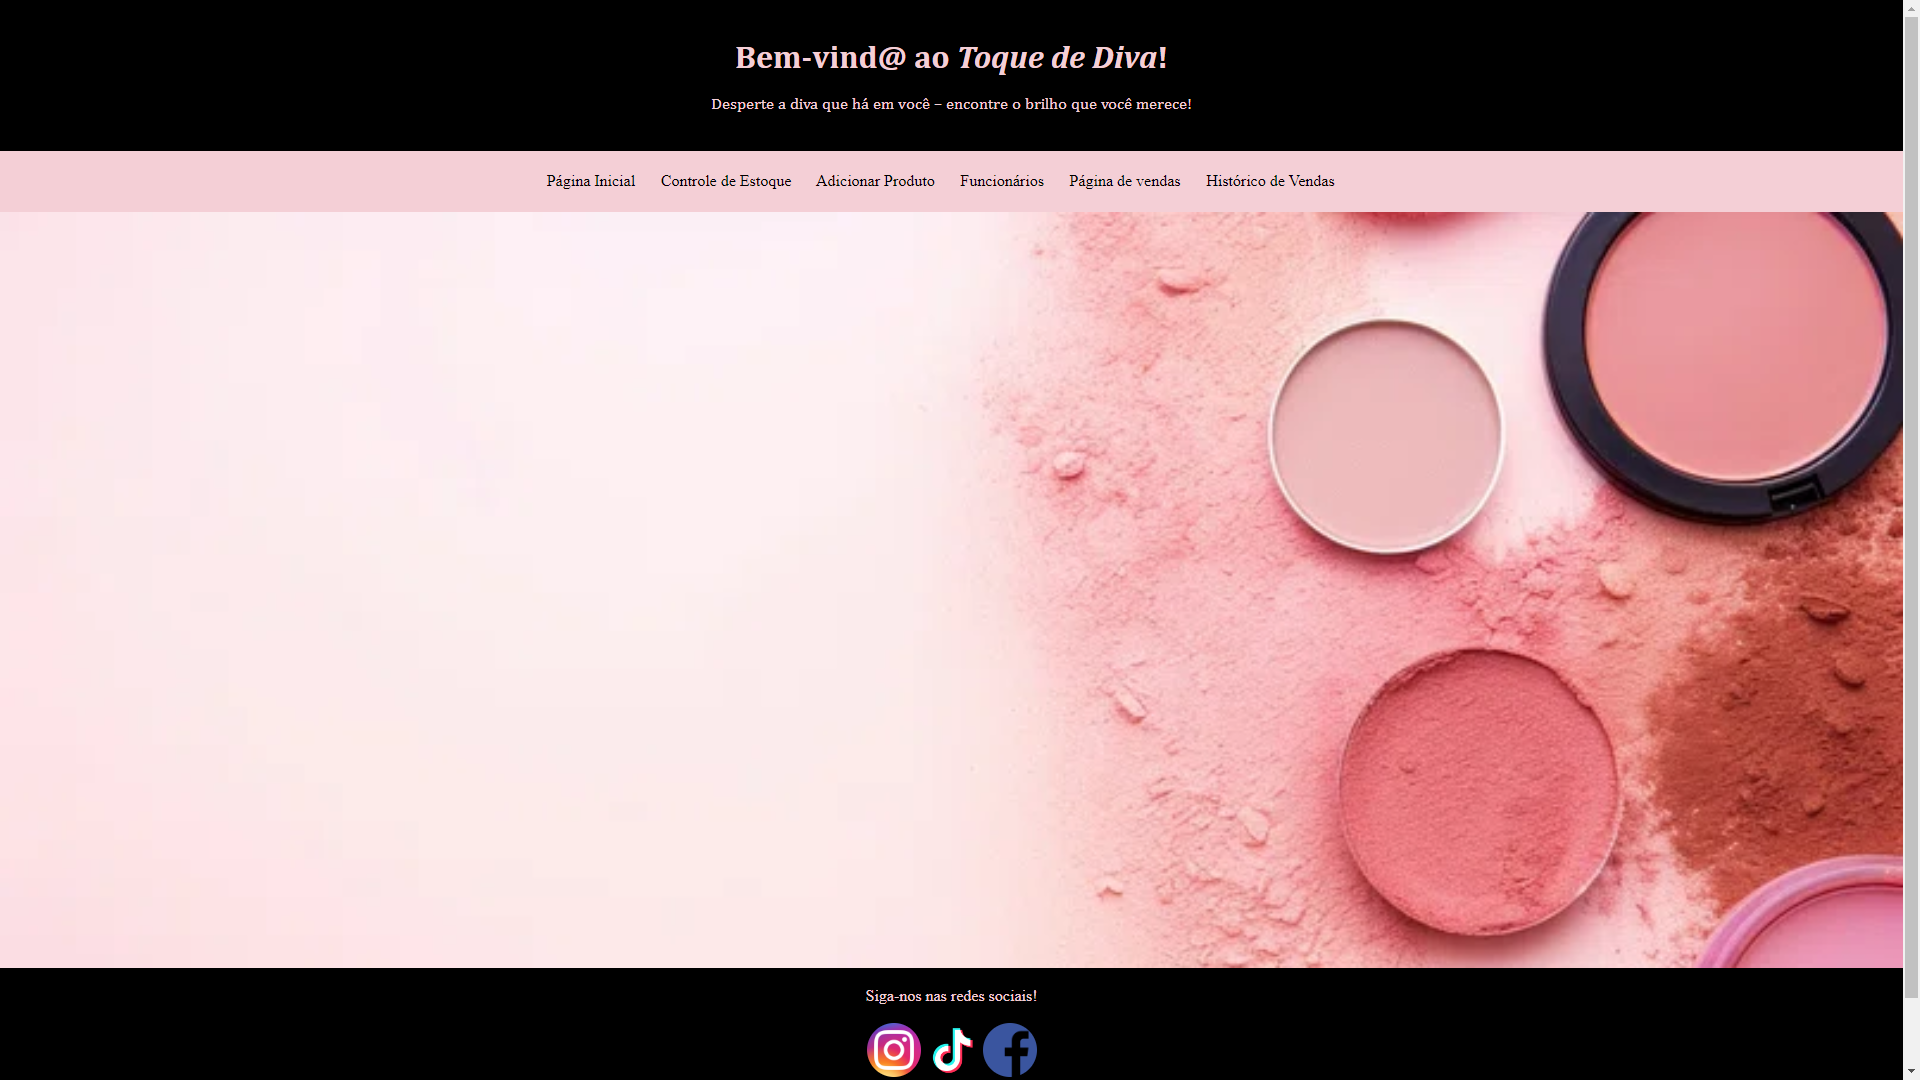 Bem-vind@ ao Toque de Diva!
Desperte a diva que há em você – encontre o brilho que você merece!
Página Inicial Controle de Estoque Adicionar Produto Funcionários Página de vendas Histórico de Vendas
Siga-nos nas redes sociais!